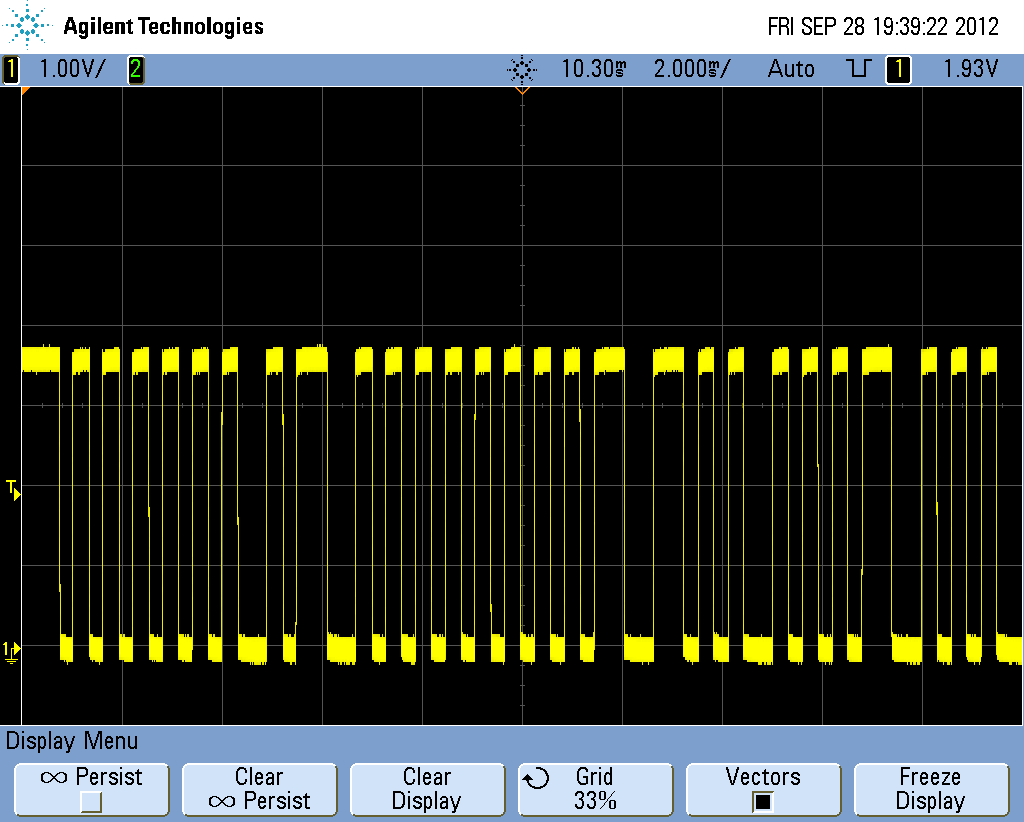 Agilent Technologies
FRI SEP 28 19:39:22 2012
1 1.00V/ 2 10.30ms 2.000ms/ Auto 1 1.93V
T
1
Display Menu
∞ Persist
Clear
∞ Persist
Clear
Display
Grid
33%
Vectors
Freeze
Display